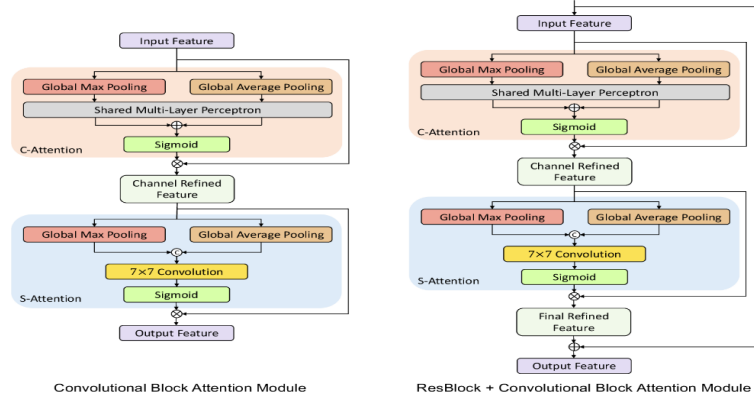 Input Feature
Global Max Pooling
Global Average Pooling
Shared Multi-Layer Perceptron
C-Attention
Sigmoid
Channel Refined
Feature
Global Max Pooling
Global Average Pooling
C
7×7 Convolution
S-Attention
Sigmoid
Output Feature
Convolutional Block Attention Module
Input Feature
Global Max Pooling
Global Average Pooling
Shared Multi-Layer Perceptron
C-Attention
Sigmoid
Channel Refined
Feature
Global Max Pooling
Global Average Pooling
C
7×7 Convolution
S-Attention
Sigmoid
Final Refined
Feature
Output Feature
ResBlock + Convolutional Block Attention Module